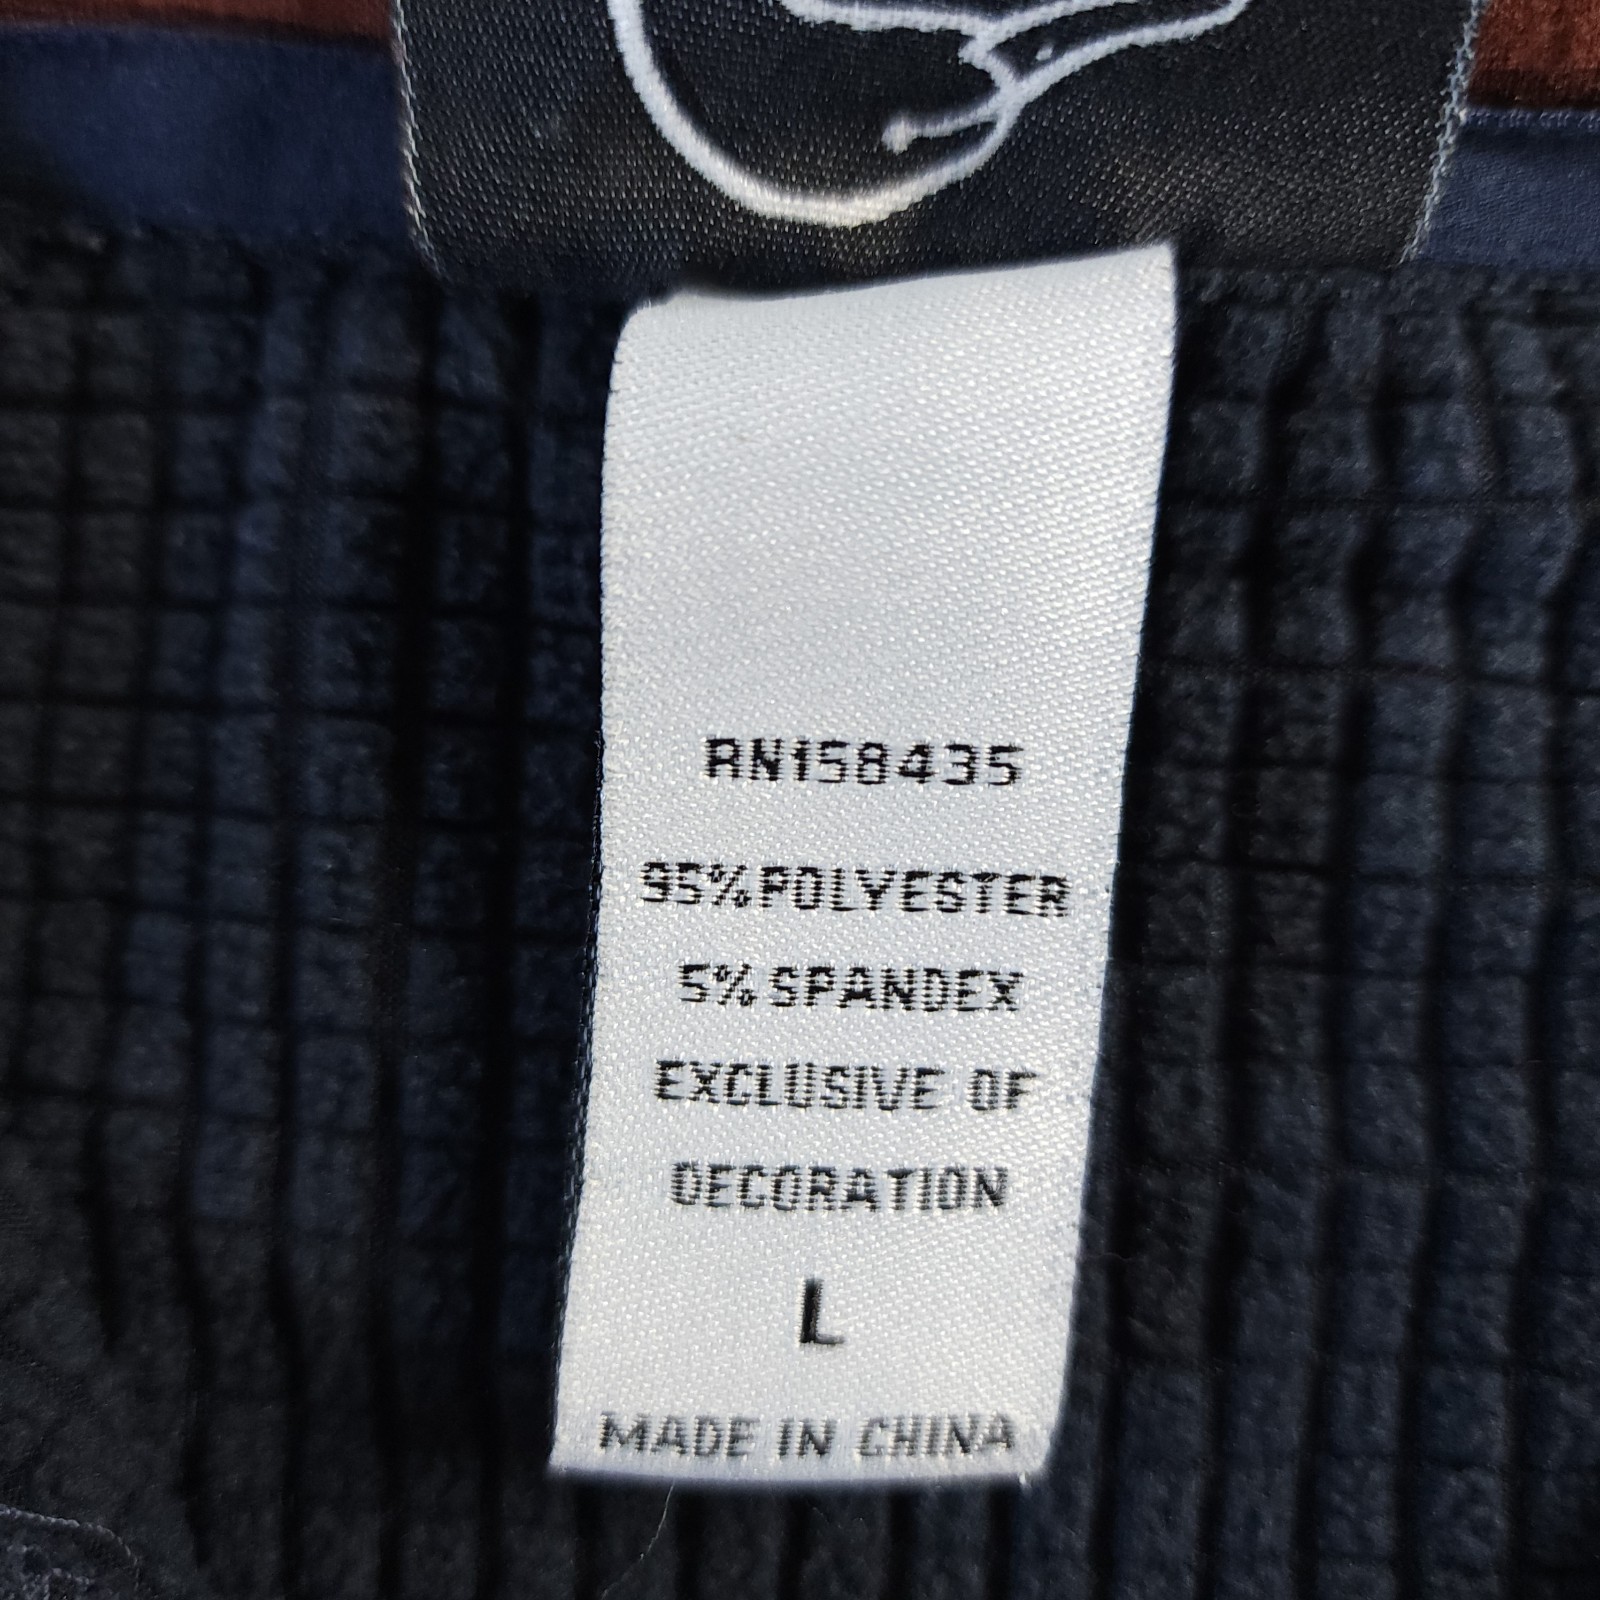 RN158435
95%POLYESTER
5% SPANDEX
EXCLUSIVE OF
DECORATION
L
MADE IN CHINA